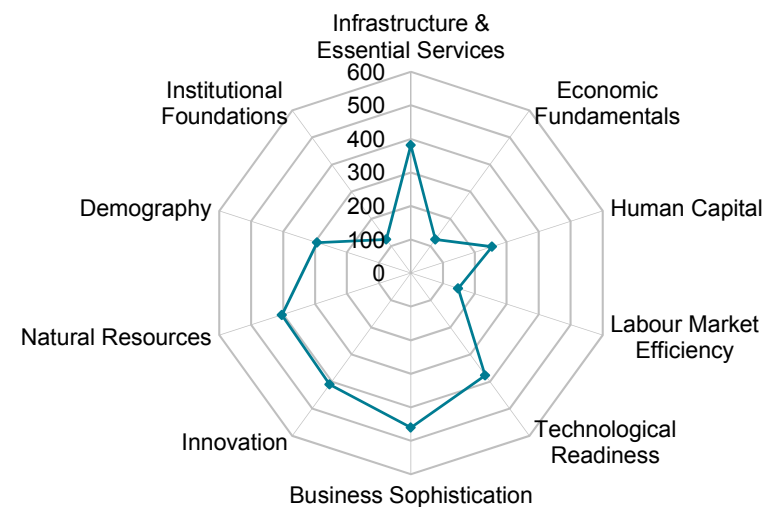 Infrastructure &
Essential Services
Institutional
Foundations
Economic
Fundamentals
600
500
400
300
200
100
0
Demography
Human Capital
Natural Resources
Labour Market
Efficiency
Innovation
Technological
Readiness
Business Sophistication